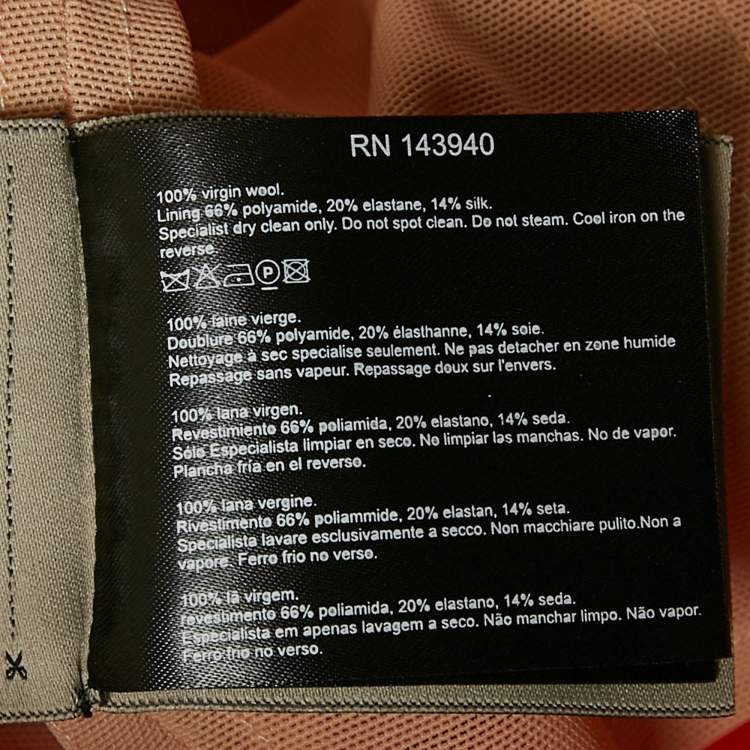 RN 143940
100% virgin wool.
Lining 66% polyamide, 20% elastane, 14% silk.
Specialist dry clean only. Do not spot clean. Do not steam. Cool iron on the
reverse
P
100% laine vierge.
Doublure 66% polyamide, 20% élasthanne, 14% soie.
Nettoyage à sec specialise seulement. Ne pas detacher en zone humide
Repassage sans vapeur. Repassage doux sur l'envers.
100% lana virgen.
Revestimiento 66% poliamida, 20% elastano, 14% seda.
Sólo Especialista limpiar en seco. No limpiar las manchas. No de vapor.
Plancha fría en el reverso.
100% lana vergine.
Rivestimento 66% poliammide, 20% elastan, 14% seta.
Specialista lavare esclusivamente a secco. Non macchiare pulito.Non a
vapore. Ferro frio no verso.
100% lã virgem.
revestimento 66% poliamida, 20% elastano, 14% seda.
Especialista em apenas lavagem a seco. Não manchar limpo. Não vapor.
Ferro frio no verso.